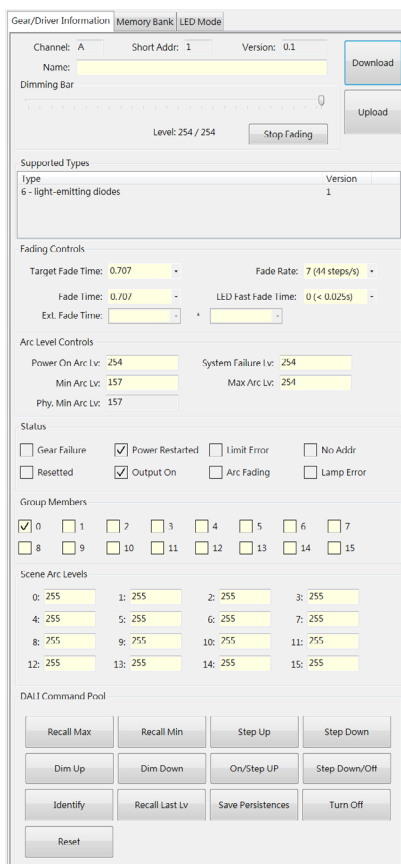 Gear/Driver Information Memory Bank LED Mode
Channel: A Short Addr: 1 Version: 0.1
Name:
Download
Dimming Bar
Upload
Level: 254 / 254 Stop Fading
Supported Types
Type Version
6 - light-emitting diodes 1
Fading Controls
Target Fade Time: 0.707 Fade Rate: 7 (44 steps/s)
Fade Time: 0.707 LED Fast Fade Time: 0 (< 0.025s)
Ext. Fade Time: *
Arc Level Controls
Power On Arc Lv: 254 System Failure Lv: 254
Min Arc Lv: 157 Max Arc Lv: 254
Phy. Min Arc Lv: 157
Status
Gear Failure Power Restarted Limit Error No Addr
Resetted Output On Arc Fading Lamp Error
Group Members
0 1 2 3 4 5 6 7
8 9 10 11 12 13 14 15
Scene Arc Levels
0: 255 1: 255 2: 255 3: 255
4: 255 5: 255 6: 255 7: 255
8: 255 9: 255 10: 255 11: 255
12: 255 13: 255 14: 255 15: 255
DALI Command Pool
Recall Max Recall Min Step Up Step Down
Dim Up Dim Down On/Step UP Step Down/Off
Identify Recall Last Lv Save Persistences Turn Off
Reset